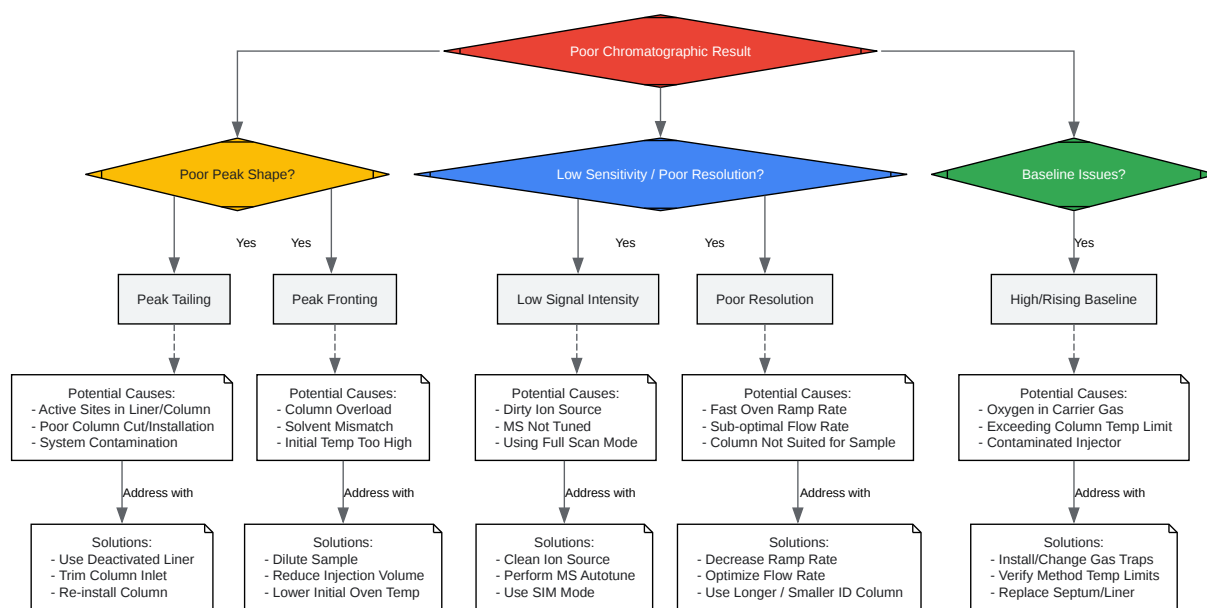 Poor Chromatographic Result
Poor Peak Shape?
Low Sensitivity / Poor Resolution?
Baseline Issues?
Yes
Yes
Yes
Yes
Yes
Peak Tailing
Peak Fronting
Low Signal Intensity
Poor Resolution
High/Rising Baseline
Potential Causes:
- Active Sites in Liner/Column
- Poor Column Cut/Installation
- System Contamination
Potential Causes:
- Column Overload
- Solvent Mismatch
- Initial Temp Too High
Potential Causes:
- Dirty Ion Source
- MS Not Tuned
- Using Full Scan Mode
Potential Causes:
- Fast Oven Ramp Rate
- Sub-optimal Flow Rate
- Column Not Suited for Sample
Potential Causes:
- Oxygen in Carrier Gas
- Exceeding Column Temp Limit
- Contaminated Injector
Address with
Address with
Address with
Address with
Address with
Solutions:
- Use Deactivated Liner
- Trim Column Inlet
- Re-install Column
Solutions:
- Dilute Sample
- Reduce Injection Volume
- Lower Initial Oven Temp
Solutions:
- Clean Ion Source
- Perform MS Autotune
- Use SIM Mode
Solutions:
- Decrease Ramp Rate
- Optimize Flow Rate
- Use Longer / Smaller ID Column
Solutions:
- Install/Change Gas Traps
- Verify Method Temp Limits
- Replace Septum/Liner